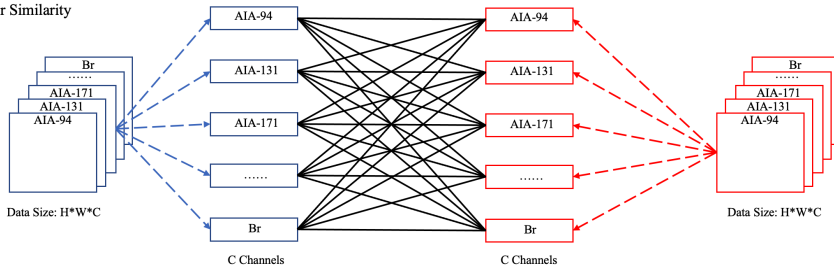 r Similarity
Br
......
AIA-171
AIA-131
AIA-94
Data Size: H*W*C
AIA-94
AIA-131
AIA-171
......
Br
C Channels
AIA-94
AIA-131
AIA-171
......
Br
C Channels
Br
......
AIA-171
AIA-131
AIA-94
Data Size: H*W*C